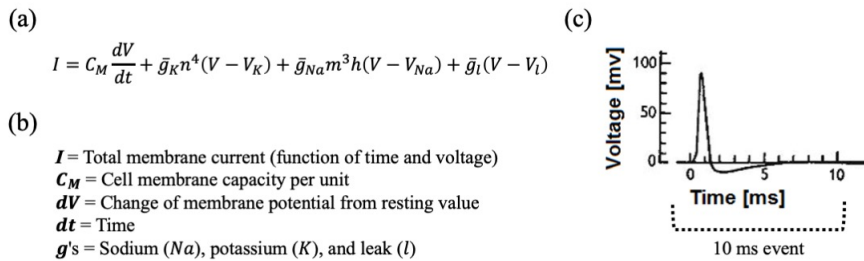 (a)
I = C_M dV/dt + ḡ_K n⁴(V − V_K) + ḡ_Na m³h(V − V_Na) + ḡ_l(V − V_l)
(b)
I = Total membrane current (function of time and voltage)
C_M = Cell membrane capacity per unit
dV = Change of membrane potential from resting value
dt = Time
g's = Sodium (Na), potassium (K), and leak (l)
(c)
Voltage [mv]
100
50
0
0 5 10
Time [ms]
10 ms event